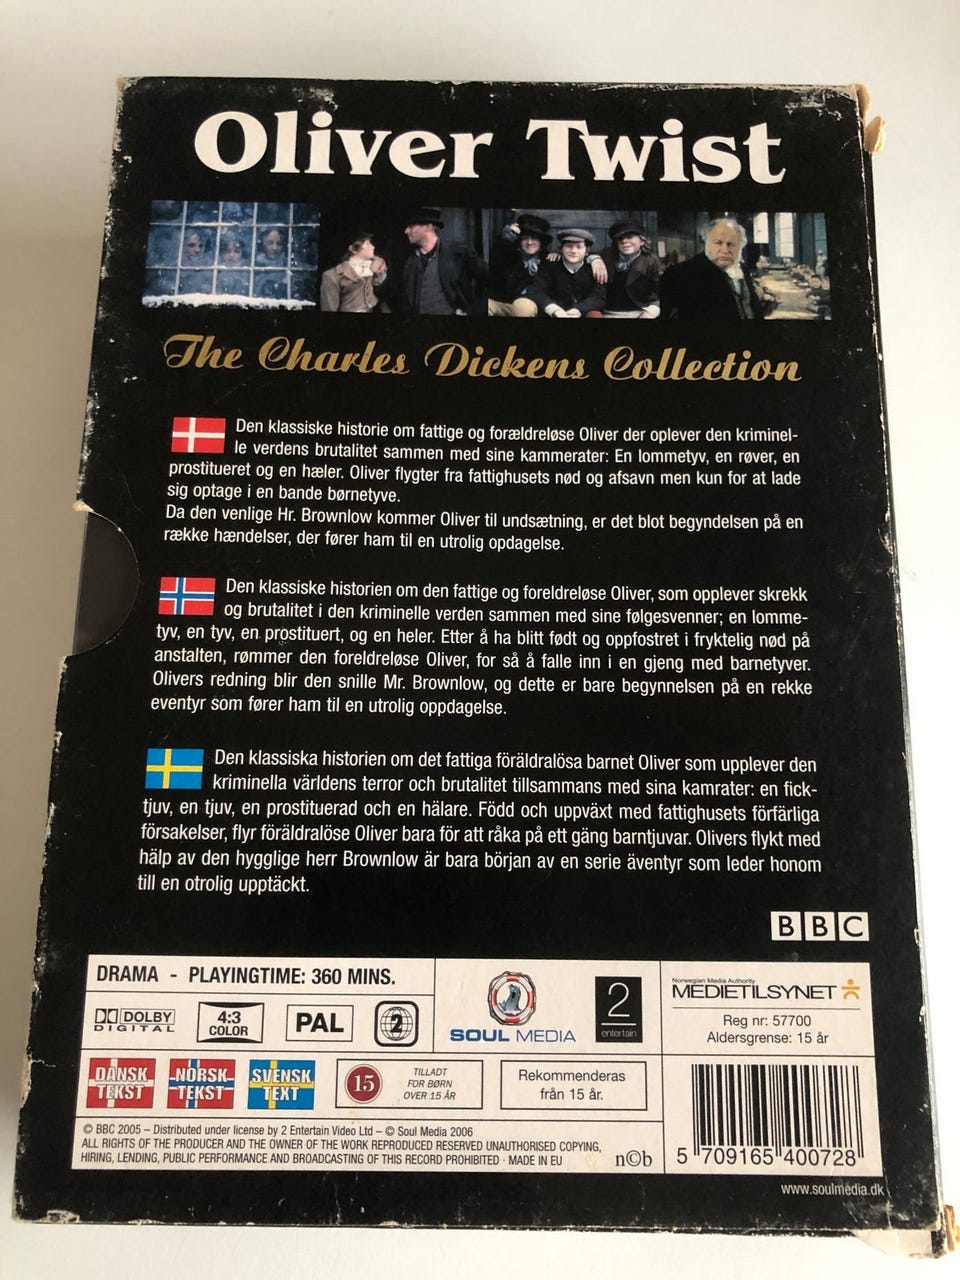 Oliver Twist
The Charles Dickens Collection
Den klassiske historie om fattige og forældreløse Oliver der oplever den kriminel-
le verdens brutalitet sammen med sine kammerater: En lommetyv, en røver, en
prostitueret og en hæler. Oliver flygter fra fattighusets nød og afsavn men kun for at lade
sig optage i en bande børnetyve.
Da den venlige Hr. Brownlow kommer Oliver til undsætning, er det blot begyndelsen på en
række hændelser, der fører ham til en utrolig opdagelse.
Den klassiske historien om den fattige og foreldreløse Oliver, som opplever skrekk
og brutalitet i den kriminelle verden sammen med sine følgesvenner; en lomme-
tyv, en tyv, en prostituert, og en heler. Etter å ha blitt født og oppfostret i fryktelig nød på
anstalten, rømmer den foreldreløse Oliver, for så å falle inn i en gjeng med barnetyver.
Olivers redning blir den snille Mr. Brownlow, og dette er bare begynnelsen på en rekke
eventyr som fører ham til en utrolig oppdagelse.
Den klassiska historien om det fattiga föräldralösa barnet Oliver som upplever den
kriminella världens terror och brutalitet tillsammans med sina kamrater: en fick-
tjuv, en tjuv, en prostituerad och en hälare. Född och uppväxt med fattighusets förfärliga
försakelser, flyr föräldralöse Oliver bara för att råka på ett gäng barntjuvar. Olivers flykt med
hjälp av den hygglige herr Brownlow är bara början av en serie äventyr som leder honom
till en otrolig upptäckt.
BBC
DRAMA - PLAYINGTIME: 360 MINS.
DOLBY
DIGITAL
4:3
COLOR
PAL
2
SOUL MEDIA
2
entertain
Norwegian Media Authority
MEDIETILSYNET
Reg nr: 57700
Aldersgrense: 15 år
DANSK
TEKST
NORSK
TEKST
SVENSK
TEXT
15
TILLADT
FOR BØRN
OVER 15 ÅR
Rekommenderas
från 15 år.
© BBC 2005 – Distributed under license by 2 Entertain Video Ltd – © Soul Media 2006
ALL RIGHTS OF THE PRODUCER AND THE OWNER OF THE WORK REPRODUCED RESERVED UNAUTHORISED COPYING,
HIRING, LENDING, PUBLIC PERFORMANCE AND BROADCASTING OF THIS RECORD PROHIBITED · MADE IN EU
n©b
5 709165 400728
www.soulmedia.dk